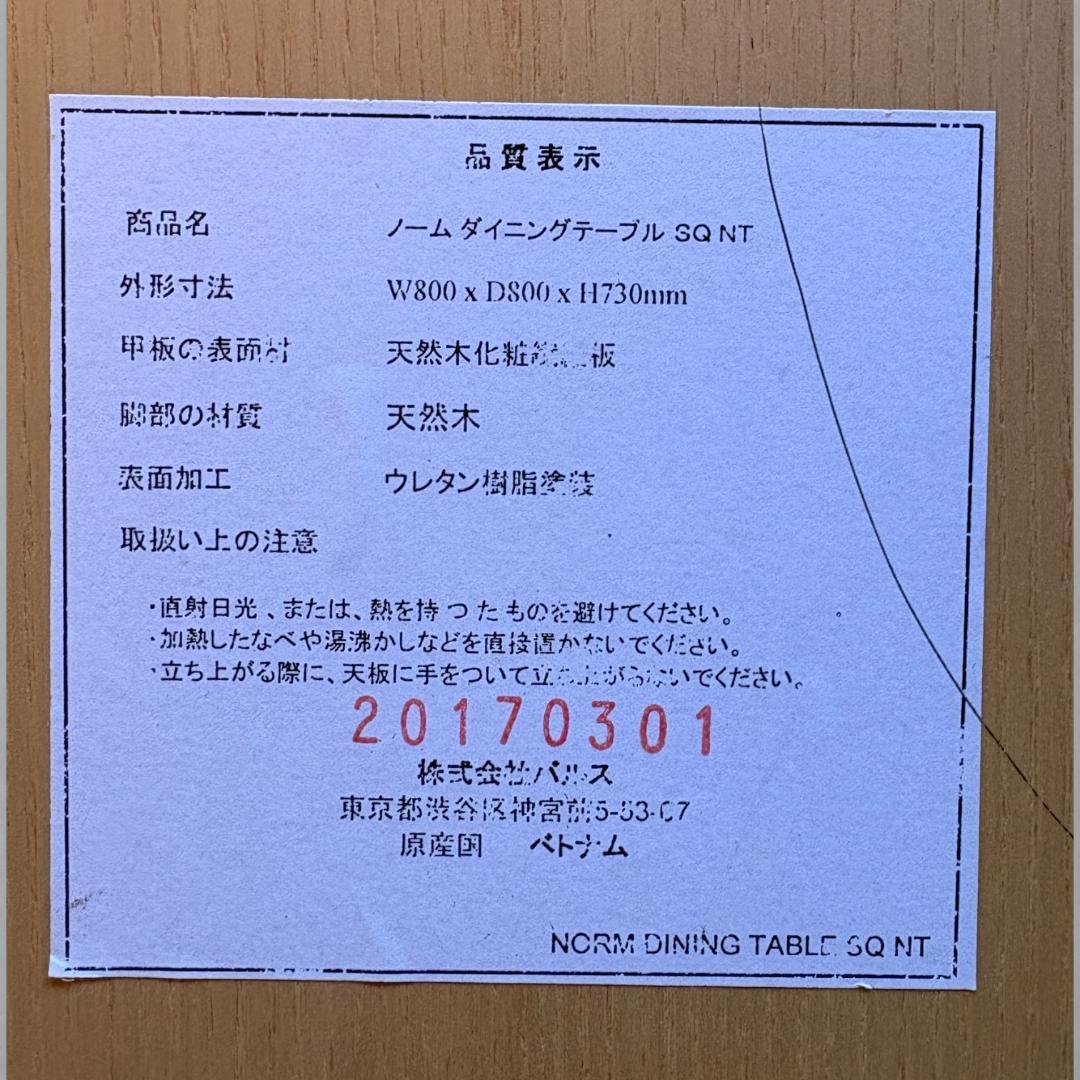 品質表示
商品名 ノーム ダイニングテーブル SQ NT
外形寸法 W800 x D800 x H730mm
甲板の表面材 天然木化粧繊維板
脚部の材質 天然木
表面加工 ウレタン樹脂塗装
取扱い上の注意
・直射日光、または、熱を持ったものを避けてください。
・加熱したなべや湯沸かしなどを直接置かないでください。
・立ち上がる際に、天板に手をついて立ち上がらないでください。
20170301
株式会社バルス
東京都渋谷区神宮前5-53-67
原産国 ベトナム
NORM DINING TABLE SQ NT